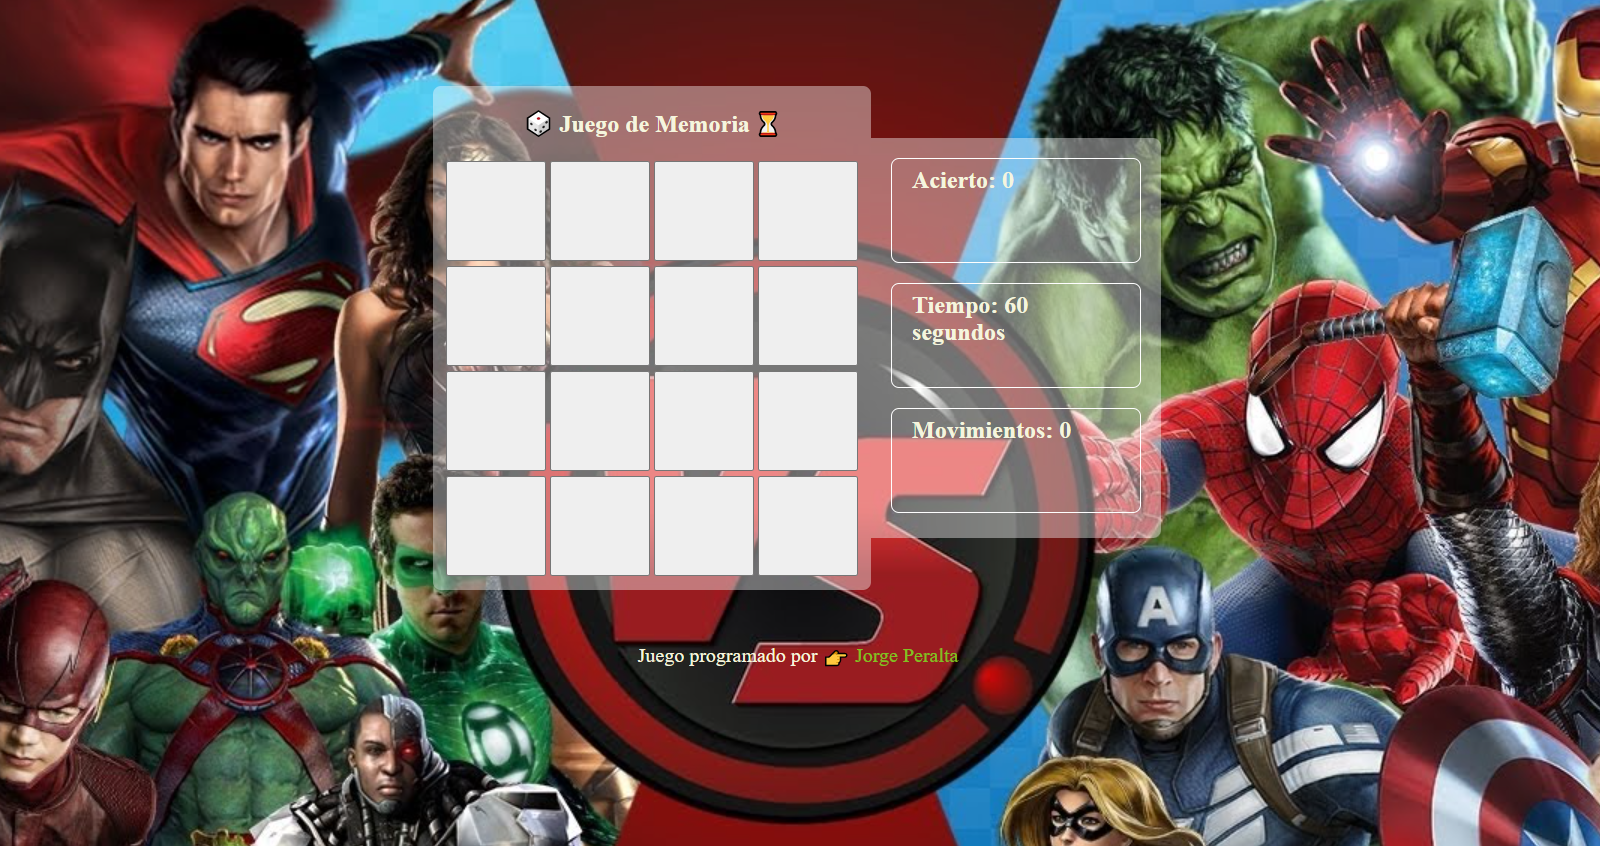 🎲 Juego de Memoria ⏳
Acierto: 0
Tiempo: 60
segundos
Movimientos: 0
Juego programado por 👉 Jorge Peralta
A